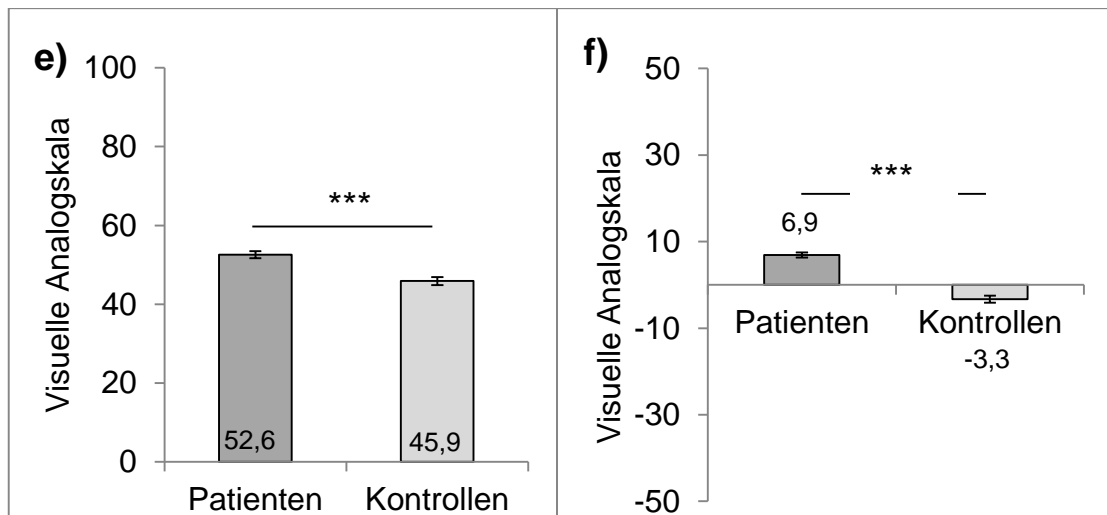 e)
Visuelle Analogskala
100
80
60
40
20
0
***
52,6
45,9
Patienten
Kontrollen
f)
Visuelle Analogskala
50
30
10
-10
-30
-50
***
6,9
Patienten
Kontrollen
-3,3